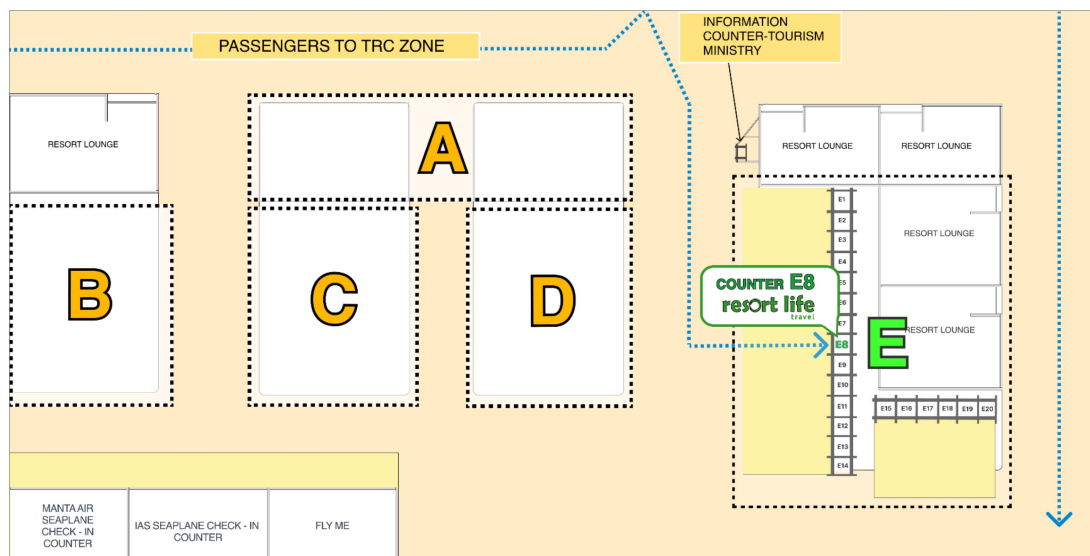 PASSENGERS TO TRC ZONE
INFORMATION
COUNTER-TOURISM
MINISTRY
RESORT LOUNGE
A
RESORT LOUNGE
RESORT LOUNGE
B
C
D
E1
E2
E3
E4
E5
E6
E7
E8
E9
E10
E11
E12
E13
E14
COUNTER E8
resort life
travel
RESORT LOUNGE
RESORT LOUNGE
E
E15 E16 E17 E18 E19 E20
MANTA AIR
SEAPLANE
CHECK - IN
COUNTER
IAS SEAPLANE CHECK - IN
COUNTER
FLY ME